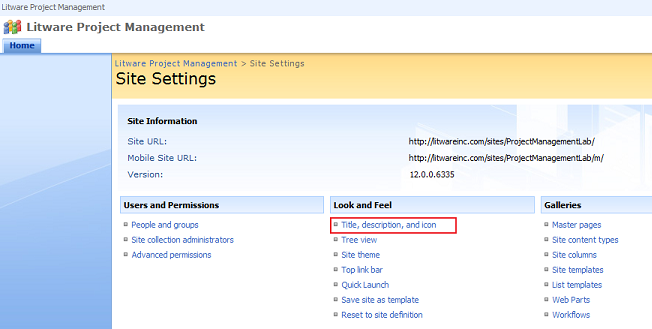 Litware Project Management
Litware Project Management
Home
Litware Project Management > Site Settings
Site Settings
Site Information
Site URL: http://litwareinc.com/sites/ProjectManagementLab/
Mobile Site URL: http://litwareinc.com/sites/ProjectManagementLab/m/
Version: 12.0.0.6335
Users and Permissions
People and groups
Site collection administrators
Advanced permissions
Look and Feel
Title, description, and icon
Tree view
Site theme
Top link bar
Quick Launch
Save site as template
Reset to site definition
Galleries
Master pages
Site content types
Site columns
Site templates
List templates
Web Parts
Workflows